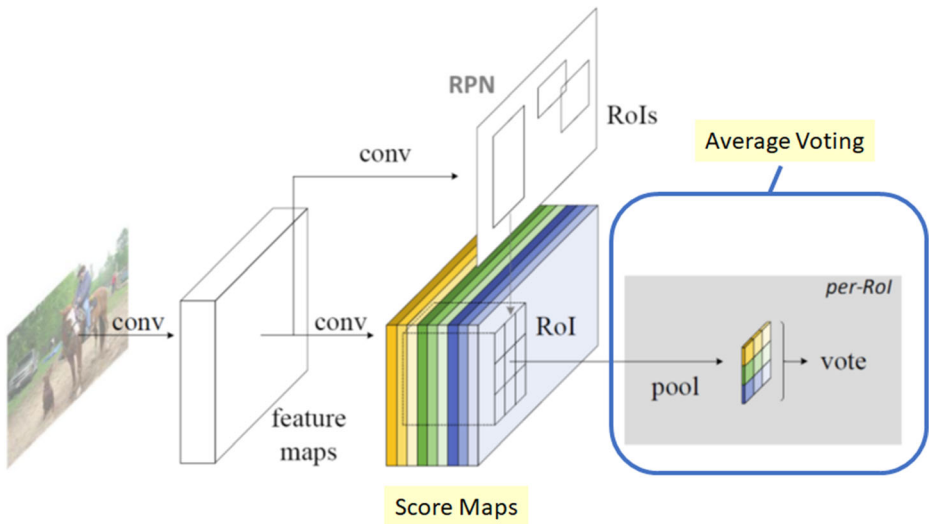 RPN
RoIs
Average Voting
conv
per-RoI
conv
conv
RoI
pool
vote
feature
maps
Score Maps